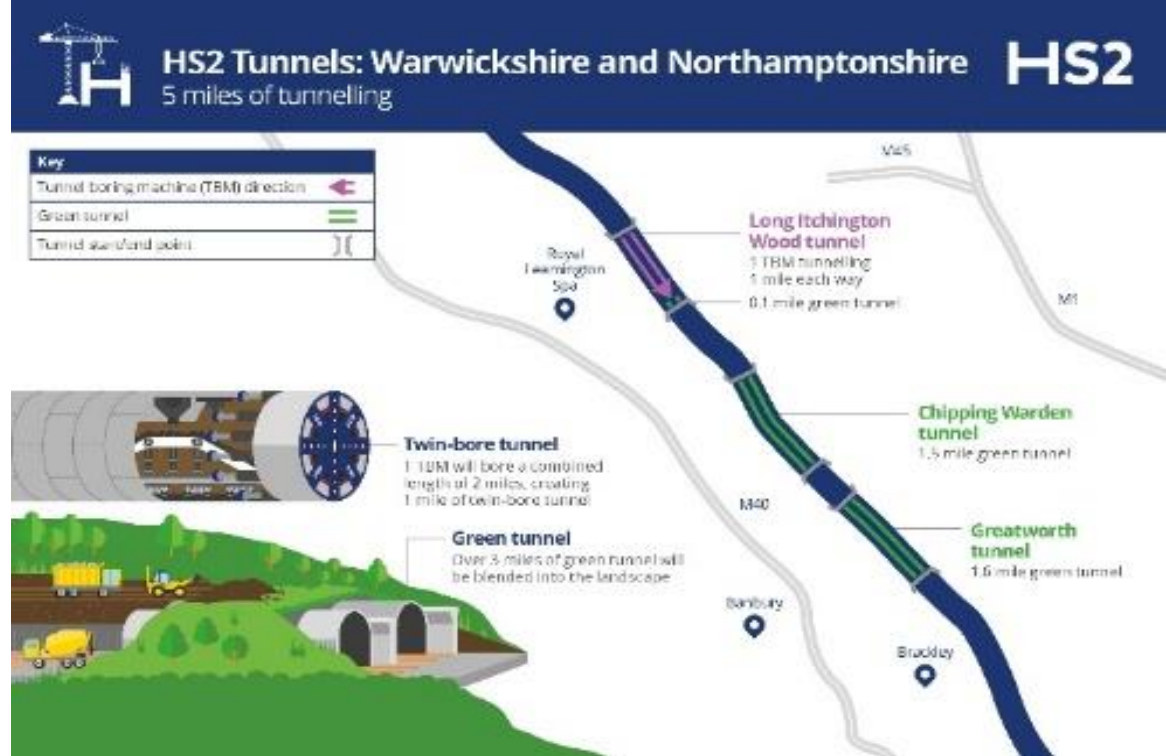 HS2 Tunnels: Warwickshire and Northamptonshire
5 miles of tunnelling
HS2
Key
Tunnel boring machine (TBM) direction
Green tunnel
Tunnel start/end point
M45
Long Itchington
Wood tunnel
1 TBM tunnelling
1 mile each way
0.1 mile green tunnel
Royal
Leamington
Spa
M1
Chipping Warden
tunnel
1.5 mile green tunnel
Twin-bore tunnel
1 TBM will bore a combined
length of 2 miles, creating
1 mile of twin-bore tunnel
M40
Green tunnel
Over 3 miles of green tunnel will
be blended into the landscape
Greatworth
tunnel
1.6 mile green tunnel
Banbury
Brackley